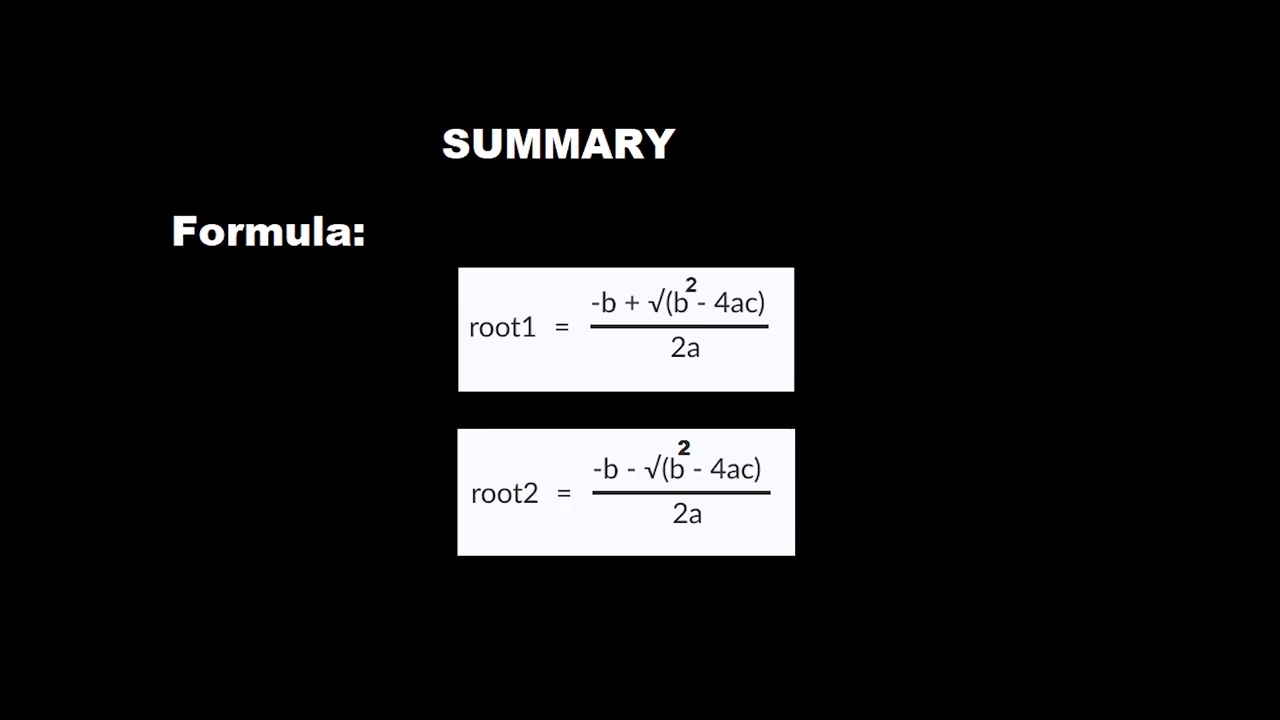 SUMMARY
Formula:
root1 = -b + √(b² - 4ac)
2a
root2 = -b - √(b² - 4ac)
2a